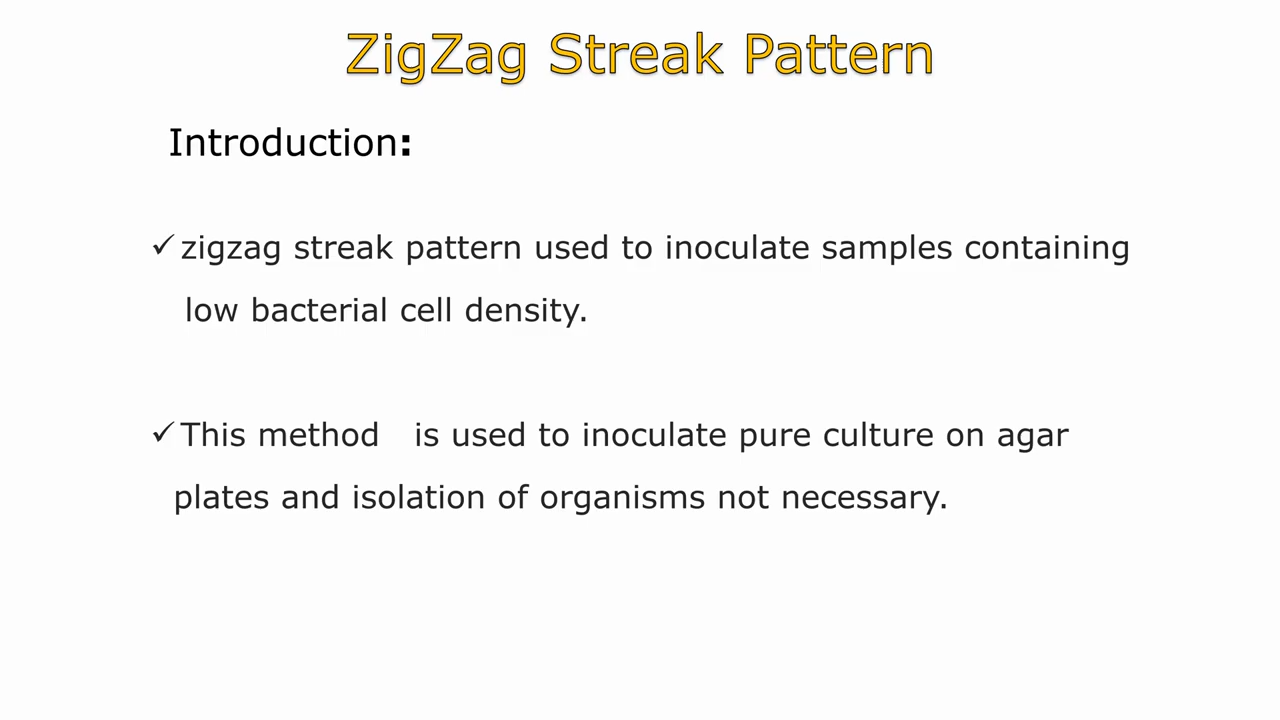 ZigZag Streak Pattern
Introduction:
✓zigzag streak pattern used to inoculate samples containing
low bacterial cell density.
✓This method is used to inoculate pure culture on agar
plates and isolation of organisms not necessary.